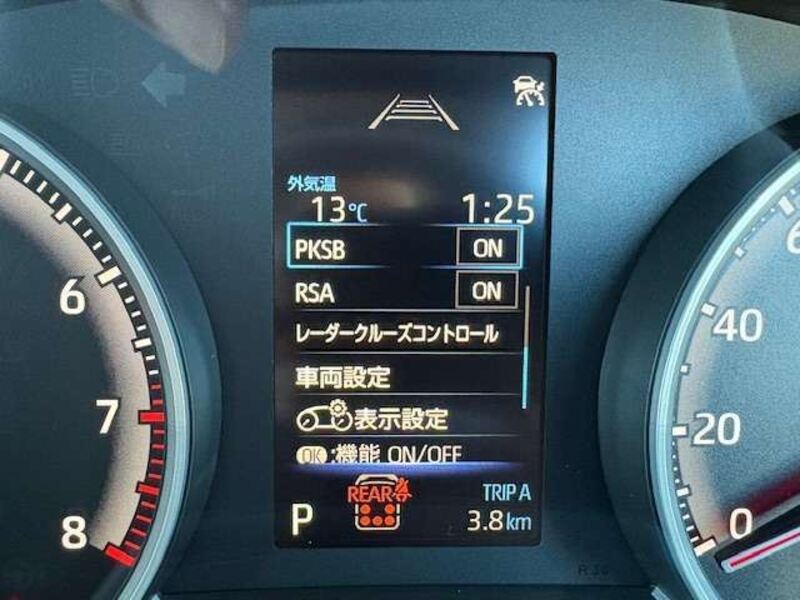 外気温
13℃ 1:25
PKSB ON
RSA ON
レーダークルーズコントロール
車両設定
表示設定
OK :機能 ON/OFF
REAR
P
TRIP A
3.8 km
6
7
8
40
20
0